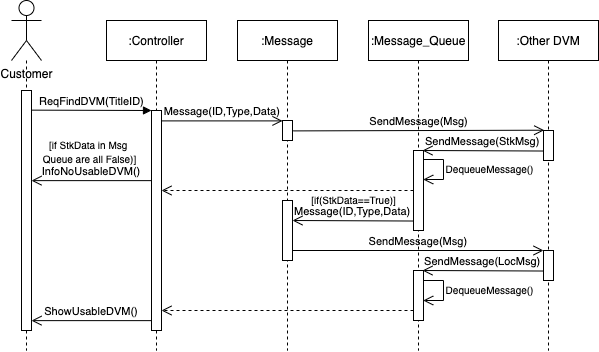 :Controller
:Message
:Message_Queue
:Other DVM
Customer
ReqFindDVM(TitleID)
Message(ID,Type,Data)
SendMessage(Msg)
SendMessage(StkMsg)
[if StkData in Msg
Queue are all False)]
InfoNoUsableDVM()
DequeueMessage()
[if(StkData==True)]
Message(ID,Type,Data)
SendMessage(Msg)
SendMessage(LocMsg)
DequeueMessage()
ShowUsableDVM()